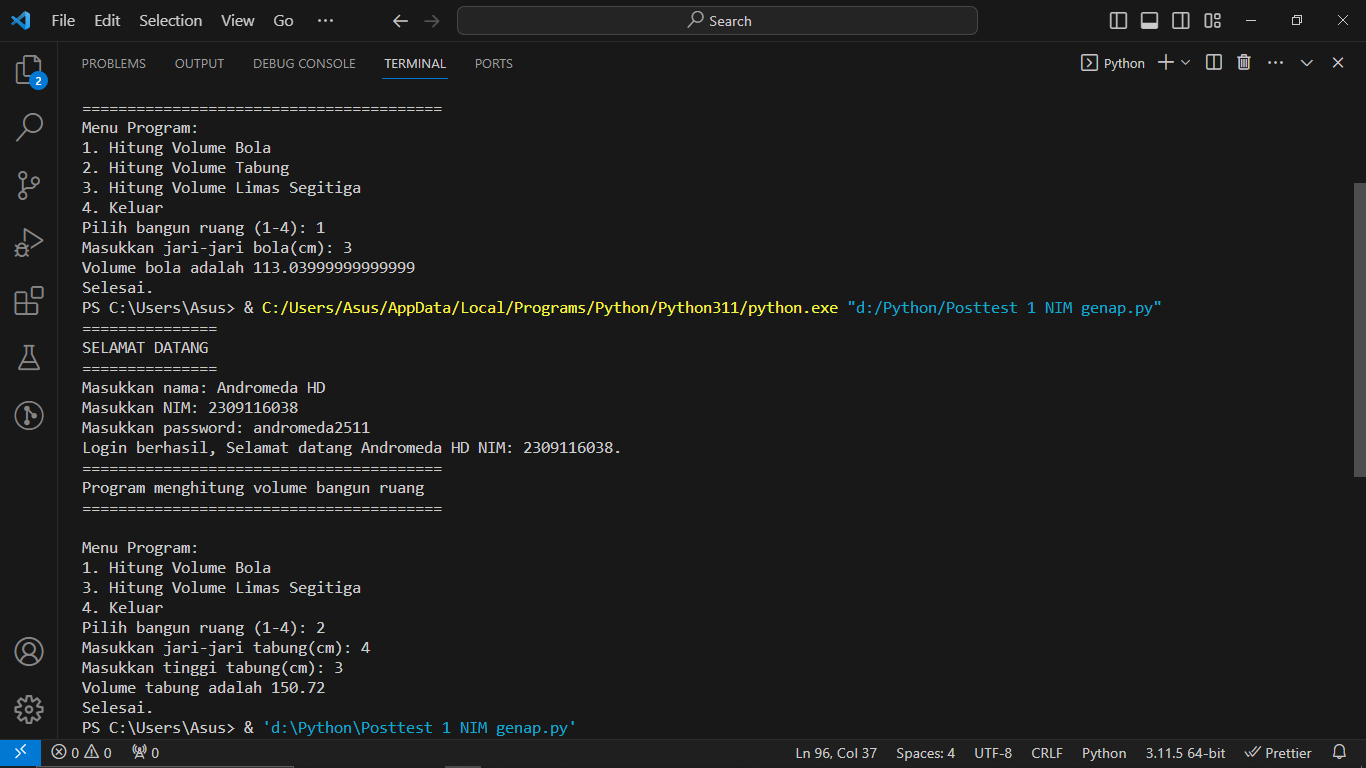 File Edit Selection View Go ··· Search
2
PROBLEMS OUTPUT DEBUG CONSOLE TERMINAL PORTS Python
========================================
Menu Program:
1. Hitung Volume Bola
2. Hitung Volume Tabung
3. Hitung Volume Limas Segitiga
4. Keluar
Pilih bangun ruang (1-4): 1
Masukkan jari-jari bola(cm): 3
Volume bola adalah 113.03999999999999
Selesai.
PS C:\Users\Asus> & C:/Users/Asus/AppData/Local/Programs/Python/Python311/python.exe "d:/Python/Posttest 1 NIM genap.py"
===============
SELAMAT DATANG
===============
Masukkan nama: Andromeda HD
Masukkan NIM: 2309116038
Masukkan password: andromeda2511
Login berhasil, Selamat datang Andromeda HD NIM: 2309116038.
========================================
Program menghitung volume bangun ruang
========================================
Menu Program:
1. Hitung Volume Bola
3. Hitung Volume Limas Segitiga
4. Keluar
Pilih bangun ruang (1-4): 2
Masukkan jari-jari tabung(cm): 4
Masukkan tinggi tabung(cm): 3
Volume tabung adalah 150.72
Selesai.
PS C:\Users\Asus> & 'd:\Python\Posttest 1 NIM genap.py'
0 0 0 Ln 96, Col 37 Spaces: 4 UTF-8 CRLF Python 3.11.5 64-bit Prettier